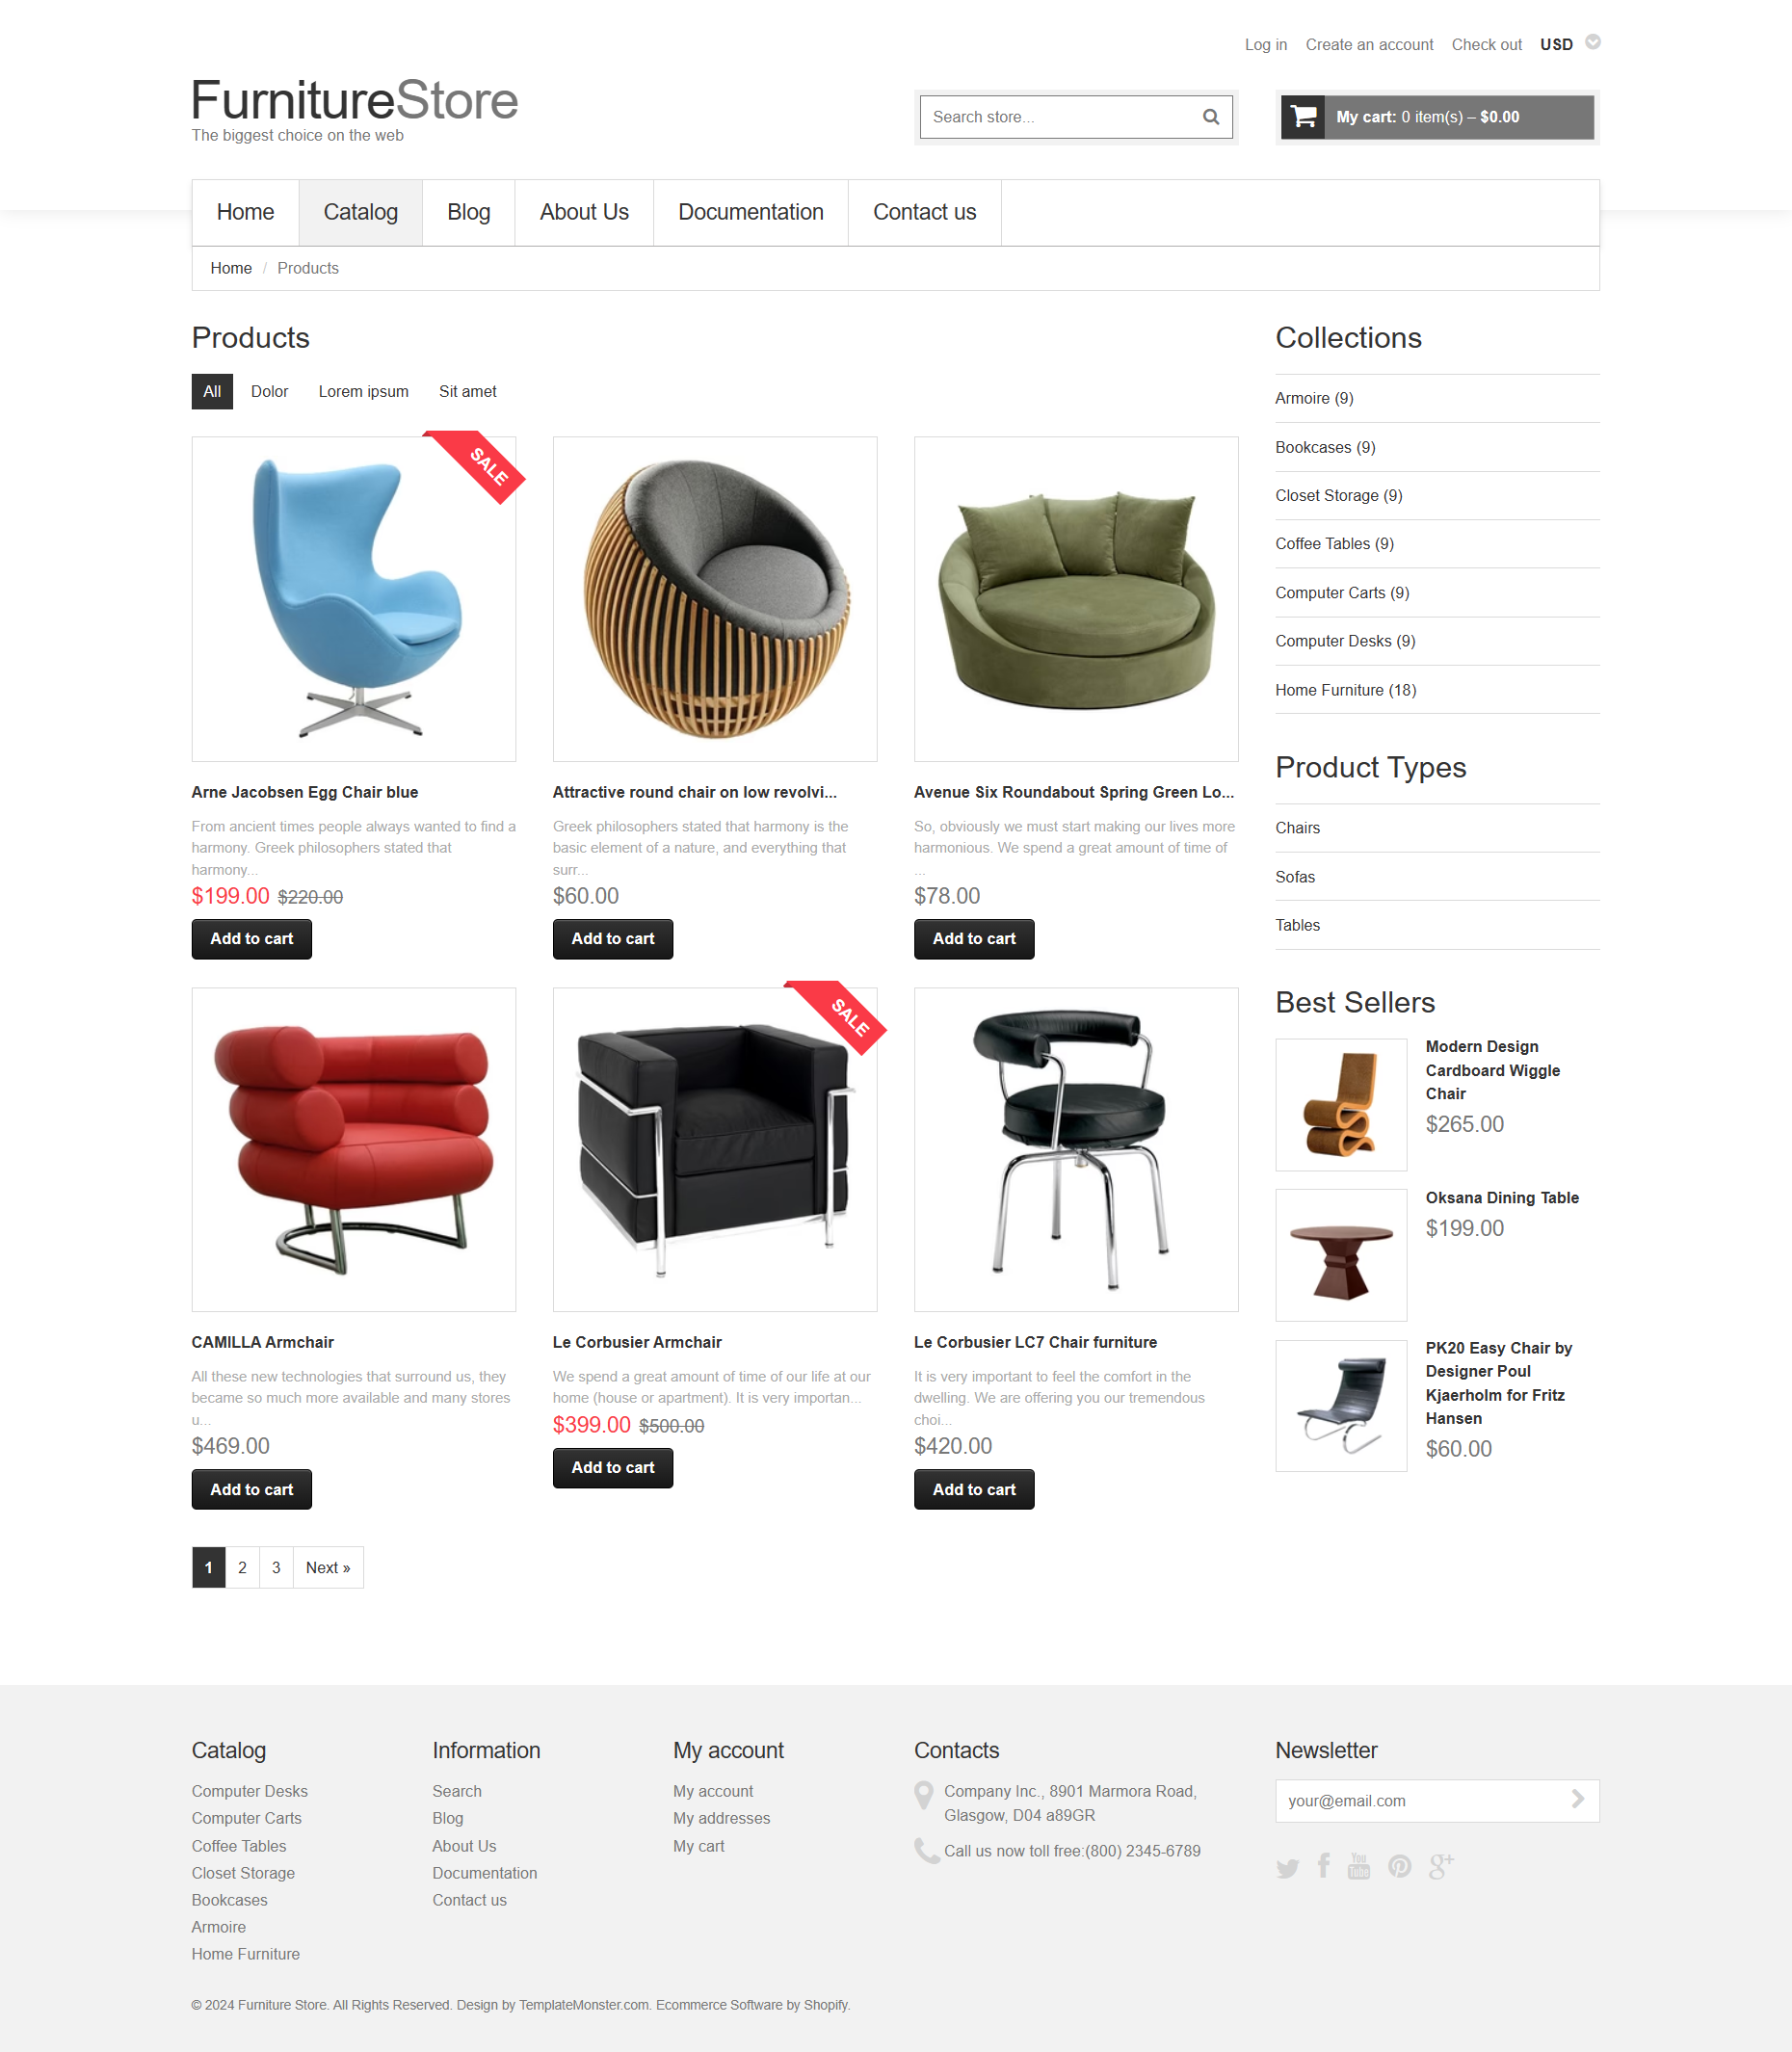 Log in Create an account Check out USD
FurnitureStore
The biggest choice on the web
Search store...
My cart: 0 item(s) – $0.00
Home Catalog Blog About Us Documentation Contact us
Home / Products
Products
All Dolor Lorem ipsum Sit amet
SALE
Arne Jacobsen Egg Chair blue
From ancient times people always wanted to find a
harmony. Greek philosophers stated that
harmony...
$199.00 $220.00
Add to cart
Attractive round chair on low revolvi...
Greek philosophers stated that harmony is the
basic element of a nature, and everything that
surr...
$60.00
Add to cart
Avenue Six Roundabout Spring Green Lo...
So, obviously we must start making our lives more
harmonious. We spend a great amount of time of
...
$78.00
Add to cart
CAMILLA Armchair
All these new technologies that surround us, they
became so much more available and many stores
u...
$469.00
Add to cart
SALE
Le Corbusier Armchair
We spend a great amount of time of our life at our
home (house or apartment). It is very importan...
$399.00 $500.00
Add to cart
Le Corbusier LC7 Chair furniture
It is very important to feel the comfort in the
dwelling. We are offering you our tremendous
choi...
$420.00
Add to cart
1 2 3 Next »
Collections
Armoire (9)
Bookcases (9)
Closet Storage (9)
Coffee Tables (9)
Computer Carts (9)
Computer Desks (9)
Home Furniture (18)
Product Types
Chairs
Sofas
Tables
Best Sellers
Modern Design
Cardboard Wiggle
Chair
$265.00
Oksana Dining Table
$199.00
PK20 Easy Chair by
Designer Poul
Kjaerholm for Fritz
Hansen
$60.00
Catalog
Computer Desks
Computer Carts
Coffee Tables
Closet Storage
Bookcases
Armoire
Home Furniture
Information
Search
Blog
About Us
Documentation
Contact us
My account
My account
My addresses
My cart
Contacts
Company Inc., 8901 Marmora Road,
Glasgow, D04 a89GR
Call us now toll free:(800) 2345-6789
Newsletter
your@email.com
You
Tube
© 2024 Furniture Store. All Rights Reserved. Design by TemplateMonster.com. Ecommerce Software by Shopify.